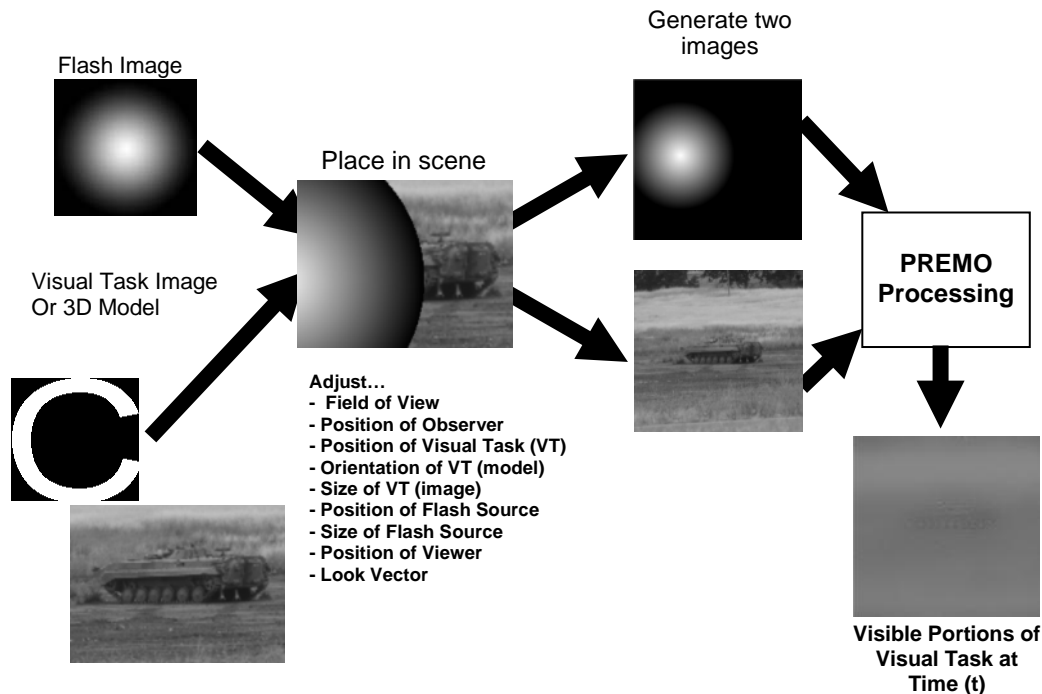 Flash Image
Generate two
images
Place in scene
Visual Task Image
Or 3D Model
PREMO
Processing
Adjust…
- Field of View
- Position of Observer
- Position of Visual Task (VT)
- Orientation of VT (model)
- Size of VT (image)
- Position of Flash Source
- Size of Flash Source
- Position of Viewer
- Look Vector
C
Visible Portions of
Visual Task at
Time (t)